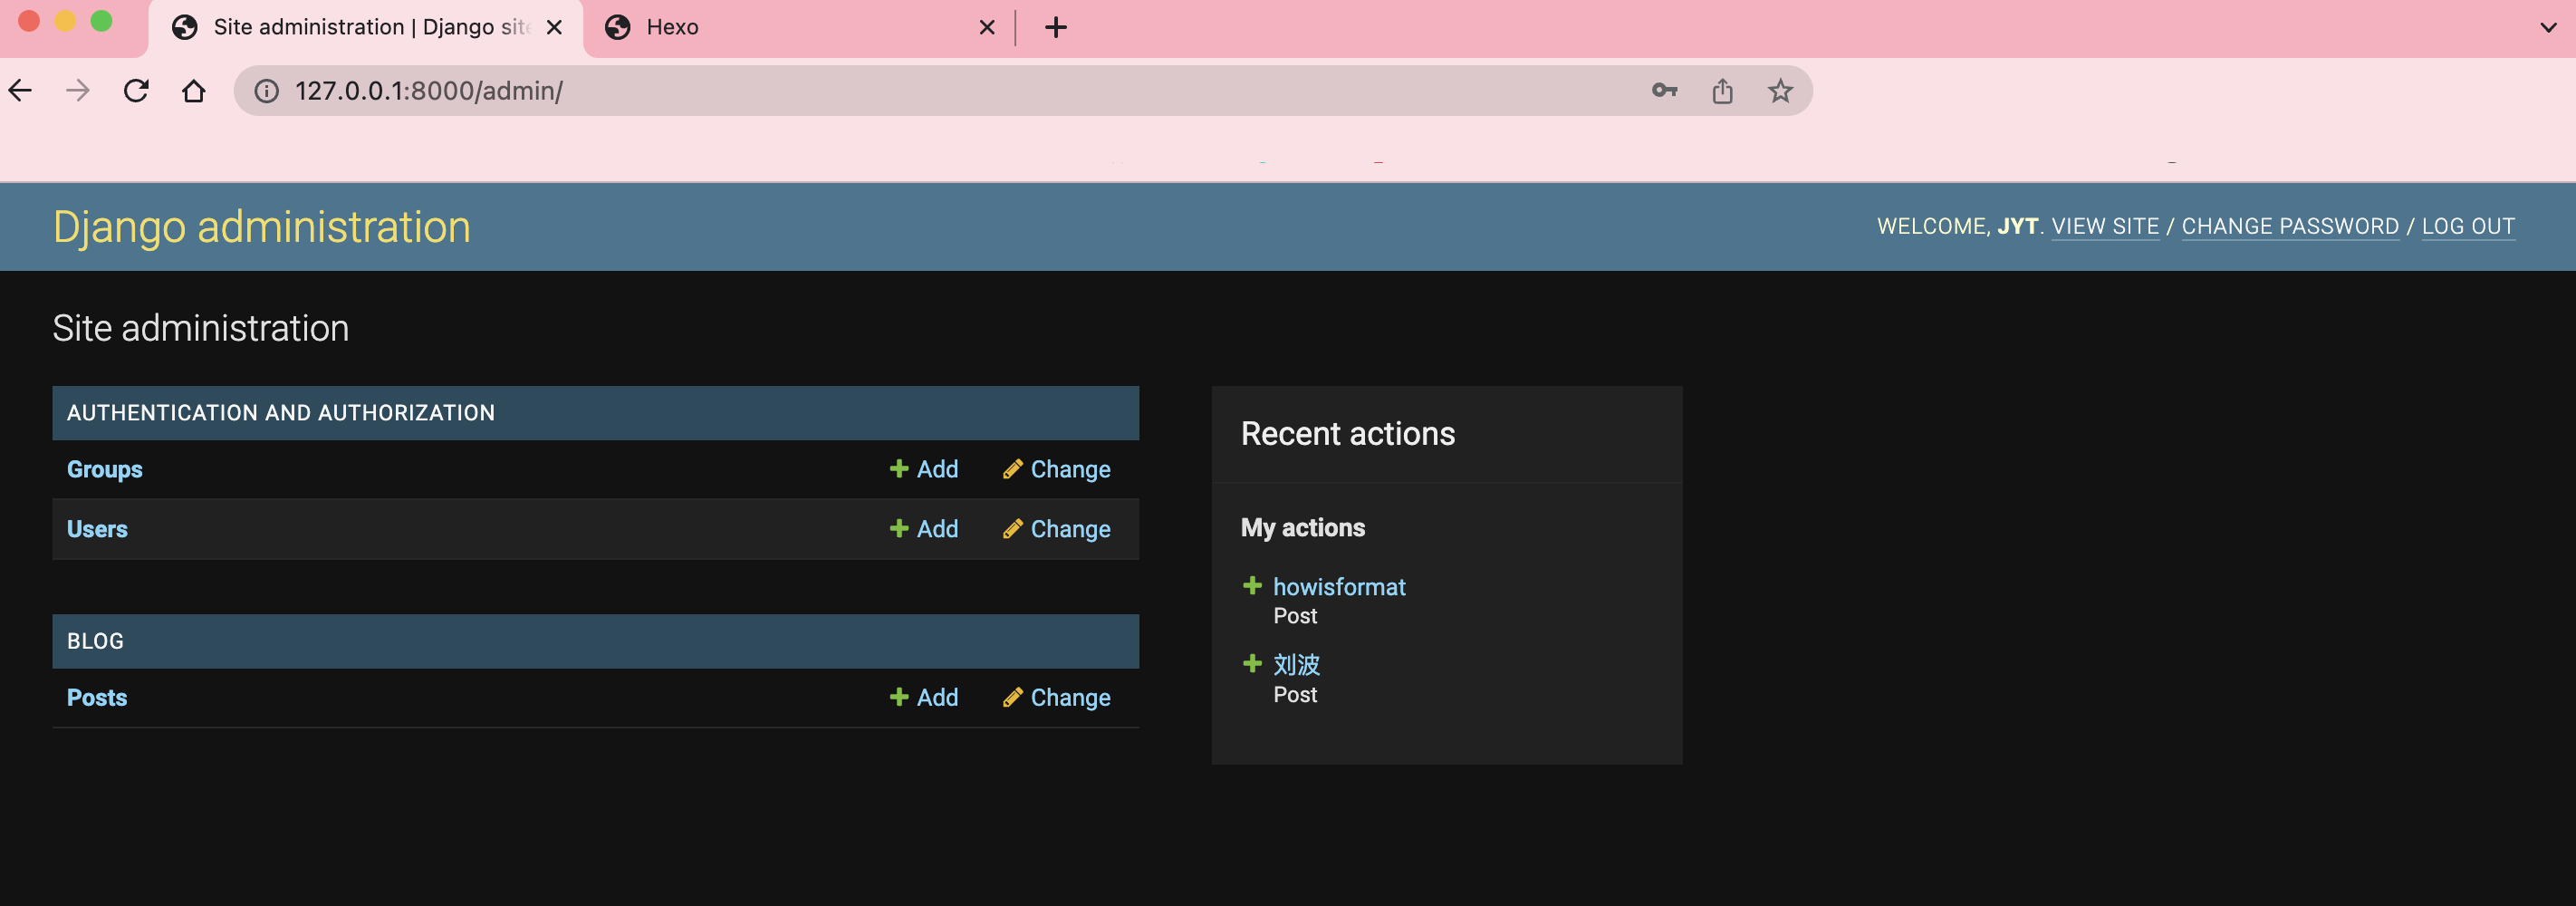 Site administration | Django site
Hexo
127.0.0.1:8000/admin/
Django administration
WELCOME, JYT. VIEW SITE / CHANGE PASSWORD / LOG OUT
Site administration
AUTHENTICATION AND AUTHORIZATION
Groups Add Change
Users Add Change
BLOG
Posts Add Change
Recent actions
My actions
howisformat
Post
刘波
Post